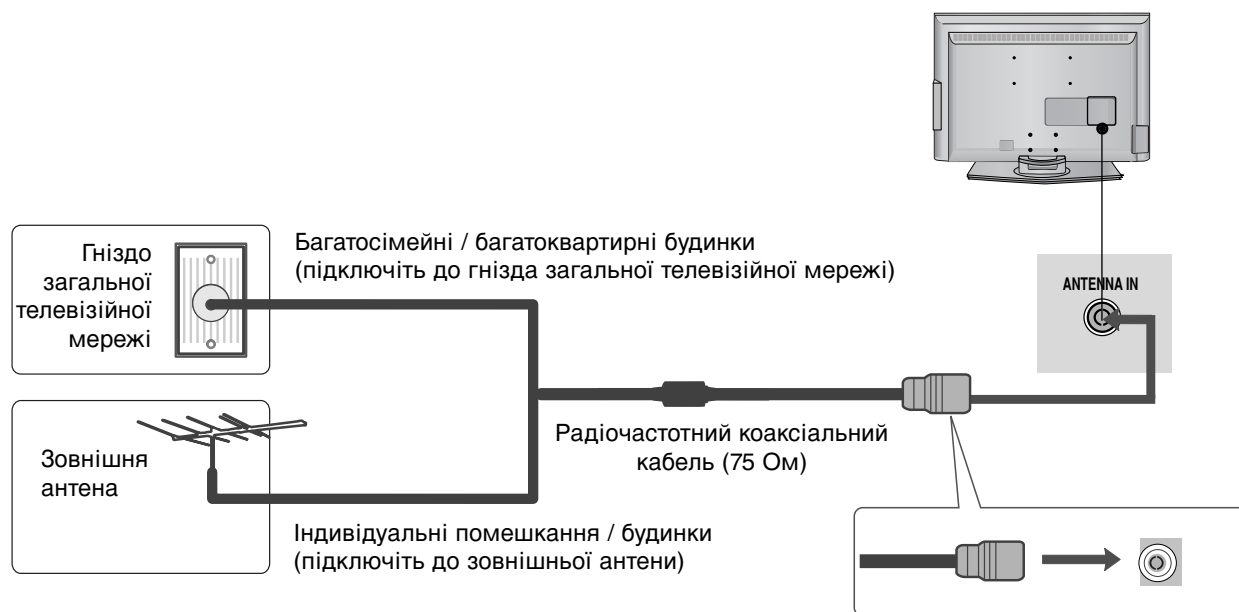 Гніздо
загальної
телевізійної
мережі
Багатосімейні / багатоквартирні будинки
(підключіть до гнізда загальної телевізійної мережі)
ANTENNA IN
Радіочастотний коаксіальний
кабель (75 Ом)
Зовнішня
антена
Індивідуальні помешкання / будинки
(підключіть до зовнішньої антени)